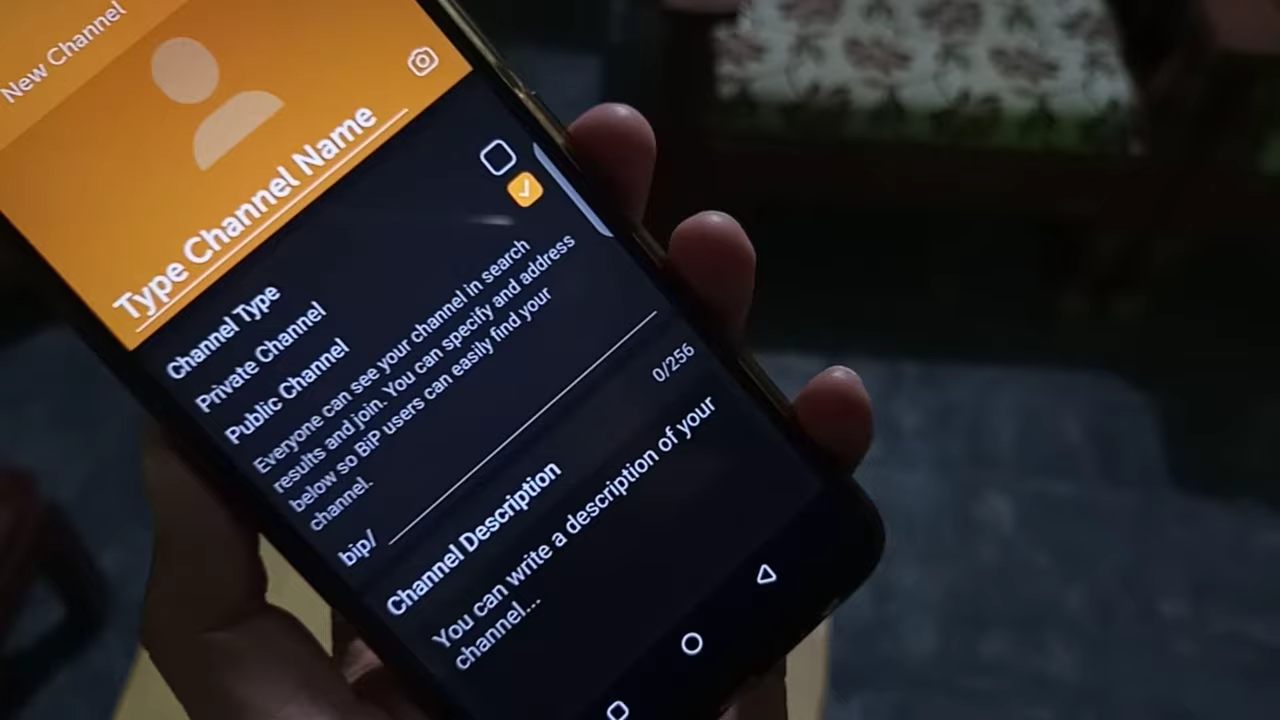 New Channel
Type Channel Name
Channel Type
Private Channel
Public Channel
Everyone can see your channel in search
results and join. You can specify and address
below so BiP users can easily find your
channel.
bip/
0/256
Channel Description
You can write a description of your
channel...